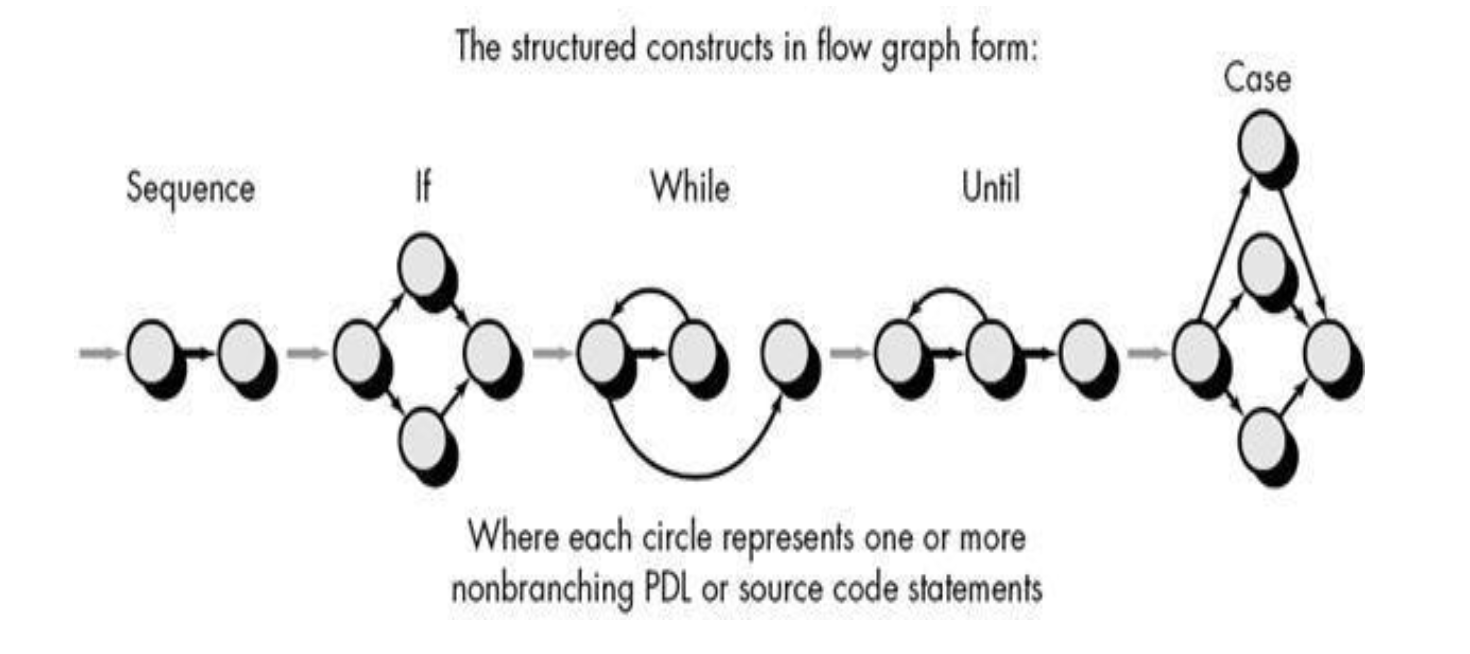 The structured constructs in flow graph form:
Case
Sequence
If
While
Until
Where each circle represents one or more
nonbranching PDL or source code statements